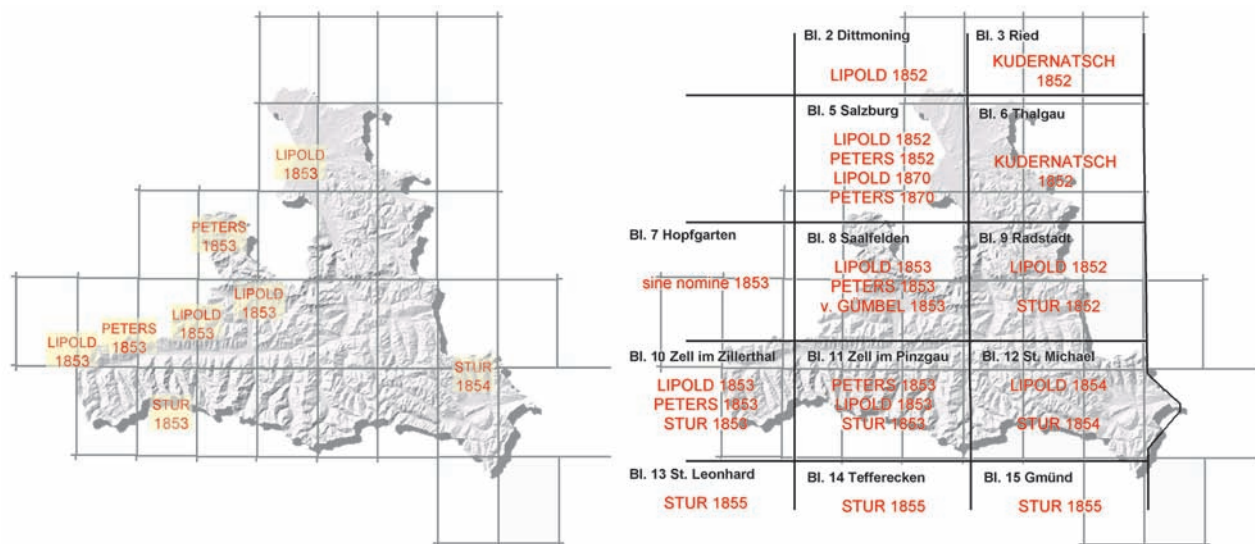 LIPOLD
1853
PETERS
1853
LIPOLD
1853
LIPOLD
1853
PETERS
1853
LIPOLD
1853
STUR
1853
STUR
1854
Bl. 2 Dittmoning
LIPOLD 1852
Bl. 3 Ried
KUDERNATSCH
1852
Bl. 5 Salzburg
LIPOLD 1852
PETERS 1852
LIPOLD 1870
PETERS 1870
Bl. 6 Thalgau
KUDERNATSCH
1852
Bl. 7 Hopfgarten
sine nomine 1853
Bl. 8 Saalfelden
LIPOLD 1853
PETERS 1853
v. GÜMBEL 1853
Bl. 9 Radstadt
LIPOLD 1852
STUR 1852
Bl. 10 Zell im Zillerthal
LIPOLD 1853
PETERS 1853
STUR 1853
Bl. 11 Zell im Pinzgau
PETERS 1853
LIPOLD 1853
STUR 1853
Bl. 12 St. Michael
LIPOLD 1854
STUR 1854
Bl. 13 St. Leonhard
STUR 1855
Bl. 14 Tefferecken
STUR 1855
Bl. 15 Gmünd
STUR 1855